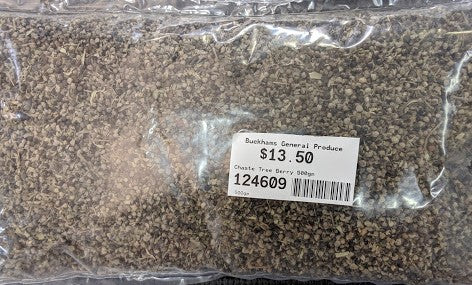 Buckhams General Produce
$13.50
Chaste Tree Berry 500gm
124609
500gm